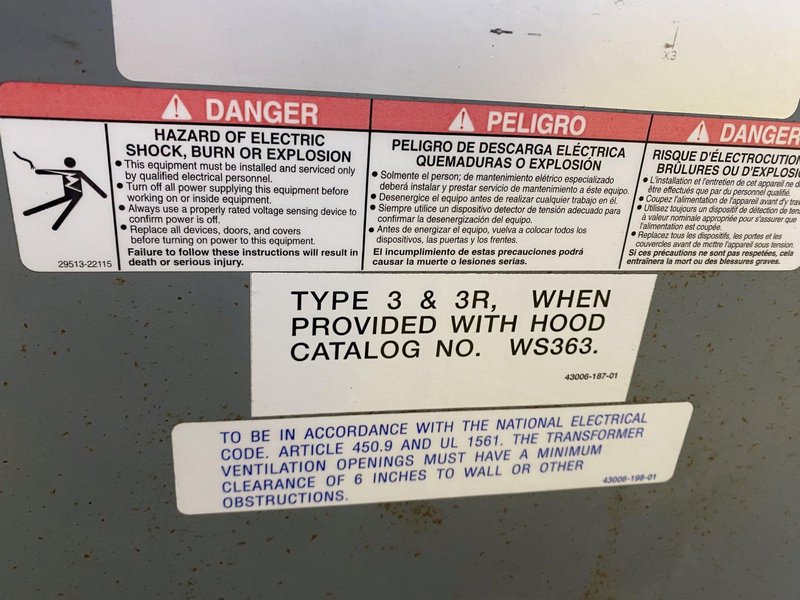 X3
DANGER
HAZARD OF ELECTRIC
SHOCK, BURN OR EXPLOSION
• This equipment must be installed and serviced only
by qualified electrical personnel.
• Turn off all power supplying this equipment before
working on or inside equipment.
• Always use a properly rated voltage sensing device to
confirm power is off.
• Replace all devices, doors, and covers
before turning on power to this equipment.
Failure to follow these instructions will result in
death or serious injury.
29513-22115
PELIGRO
PELIGRO DE DESCARGA ELÉCTRICA
QUEMADURAS O EXPLOSIÓN
• Solmente el person; de mantenimiento eléctrico especializado
deberá instalar y prestar servicio de mantenimiento a éste equipo.
• Desenergice el equipo antes de realizar cualquier trabajo en él.
• Siempre utilice un dispositivo detector de tensión adecuado para
confirmar la desenergización del equipo.
• Antes de energizar el equipo, vuelva a colocar todos los
dispositivos, las puertas y los frentes.
El incumplimiento de estas precauciones podrá
causar la muerte o lesiones serias.
DANGER
RISQUE D'ÉLECTROCUTION
BRÛLURES OU D'EXPLOSI
• L'installation et l'entretien de cet appareil ne d
être effectués que par du personnel qualifié.
• Coupez l'alimentation de l'appareil avant d'y trav
• Utilisez toujours un dispositif de détection de tens
à valeur nominale appropriée pour s'assurer que
l'alimentation est coupée.
• Replacez tous les dispositifs, les portes et les
couvercles avant de mettre l'appareil sous tension.
Si ces précautions ne sont pas respetées, cela
entraînera la mort ou des blessures graves.
TYPE 3 & 3R, WHEN
PROVIDED WITH HOOD
CATALOG NO. WS363.
43006-187-01
TO BE IN ACCORDANCE WITH THE NATIONAL ELECTRICAL
CODE. ARTICLE 450.9 AND UL 1561. THE TRANSFORMER
VENTILATION OPENINGS MUST HAVE A MINIMUM
CLEARANCE OF 6 INCHES TO WALL OR OTHER
OBSTRUCTIONS.
43006-198-01